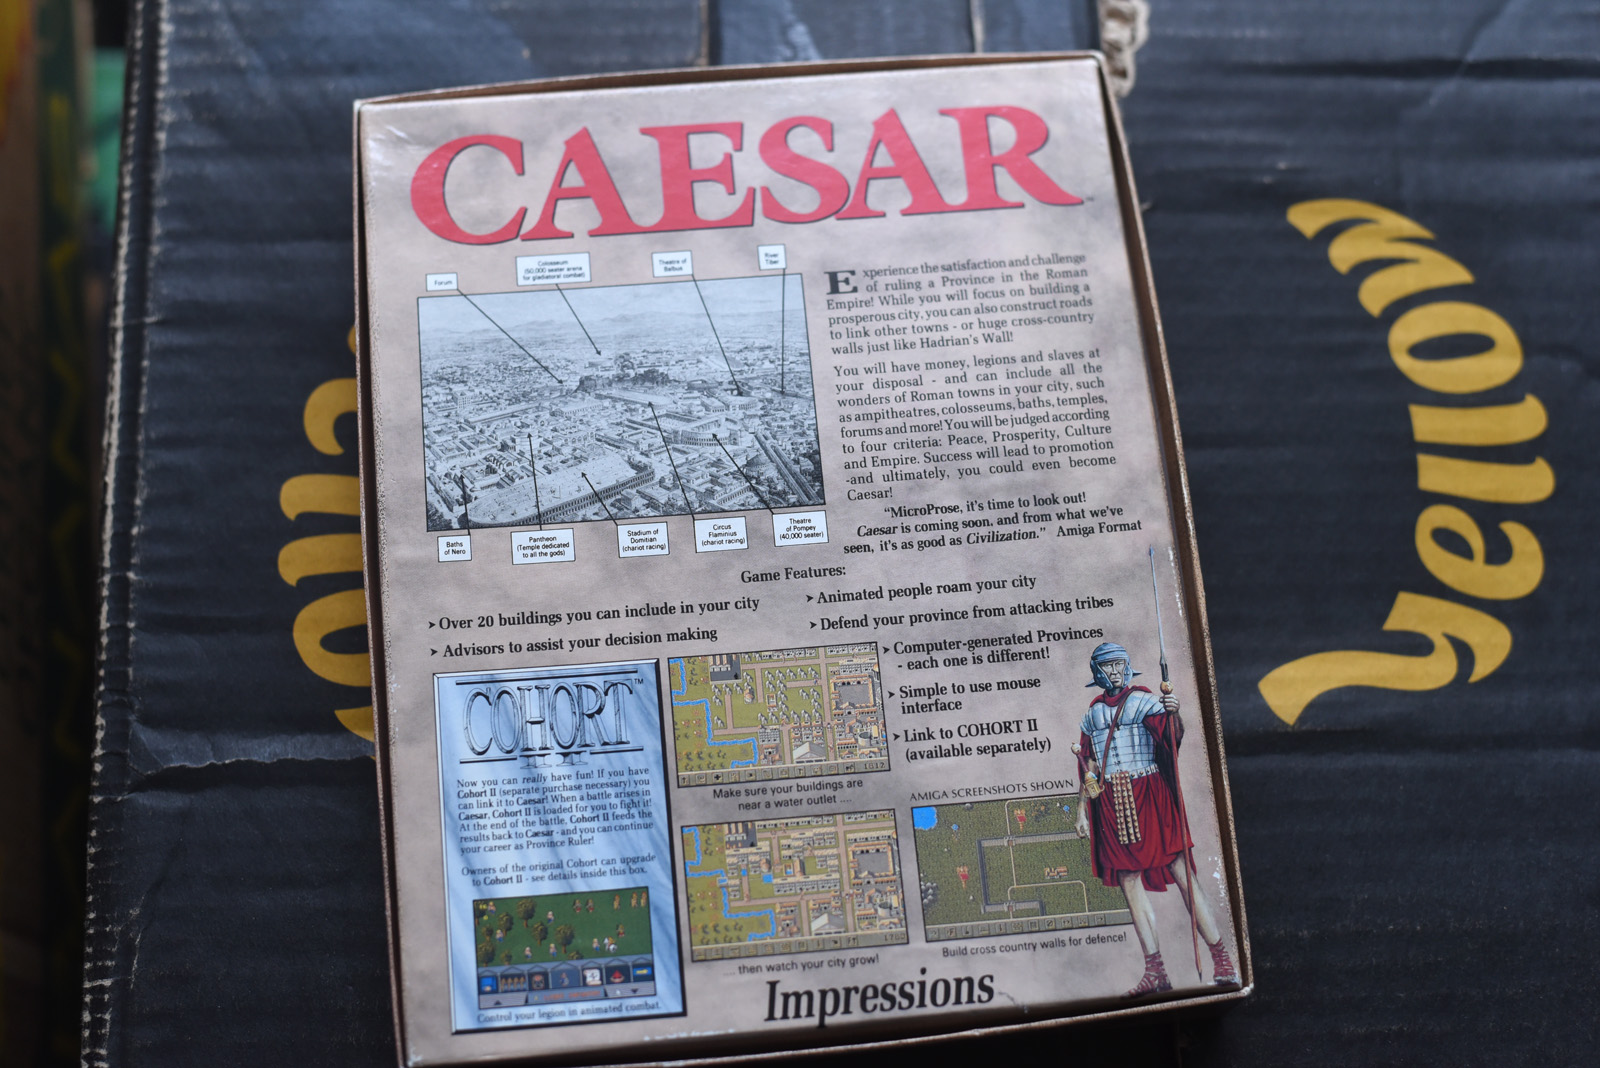 CAESAR™
Forum
Colosseum
(50,000 seater arena
for gladiatorial combat)
Theatre of
Balbus
River
Tiber
Baths
of Nero
Pantheon
(Temple dedicated
to all the gods)
Stadium of
Domitian
(chariot racing)
Circus
Flaminius
(chariot racing)
Theatre
of Pompey
(40,000 seater)
Experience the satisfaction and challenge
of ruling a Province in the Roman
Empire! While you will focus on building a
prosperous city, you can also construct roads
to link other towns - or huge cross-country
walls just like Hadrian's Wall!
You will have money, legions and slaves at
your disposal - and can include all the
wonders of Roman towns in your city, such
as ampitheatres, colosseums, baths, temples,
forums and more! You will be judged according
to four criteria: Peace, Prosperity, Culture
and Empire. Success will lead to promotion
-and ultimately, you could even become
Caesar!
"MicroProse, it's time to look out!
Caesar is coming soon, and from what we've
seen, it's as good as Civilization." Amiga Format
Game Features:
➤ Over 20 buildings you can include in your city
➤ Advisors to assist your decision making
➤ Animated people roam your city
➤ Defend your province from attacking tribes
➤ Computer-generated Provinces
- each one is different!
➤ Simple to use mouse
interface
➤ Link to COHORT II
(available separately)
COHORT™
II
Now you can really have fun! If you have
Cohort II (separate purchase necessary) you
can link it to Caesar! When a battle arises in
Caesar, Cohort II is loaded for you to fight it!
At the end of the battle, Cohort II feeds the
results back to Caesar - and you can continue
your career as Province Ruler!
Owners of the original Cohort can upgrade
to Cohort II - see details inside this box.
Control your legion in animated combat.
Make sure your buildings are
near a water outlet ....
.... then watch your city grow!
AMIGA SCREENSHOTS SHOWN
Build cross country walls for defence!
Impressions